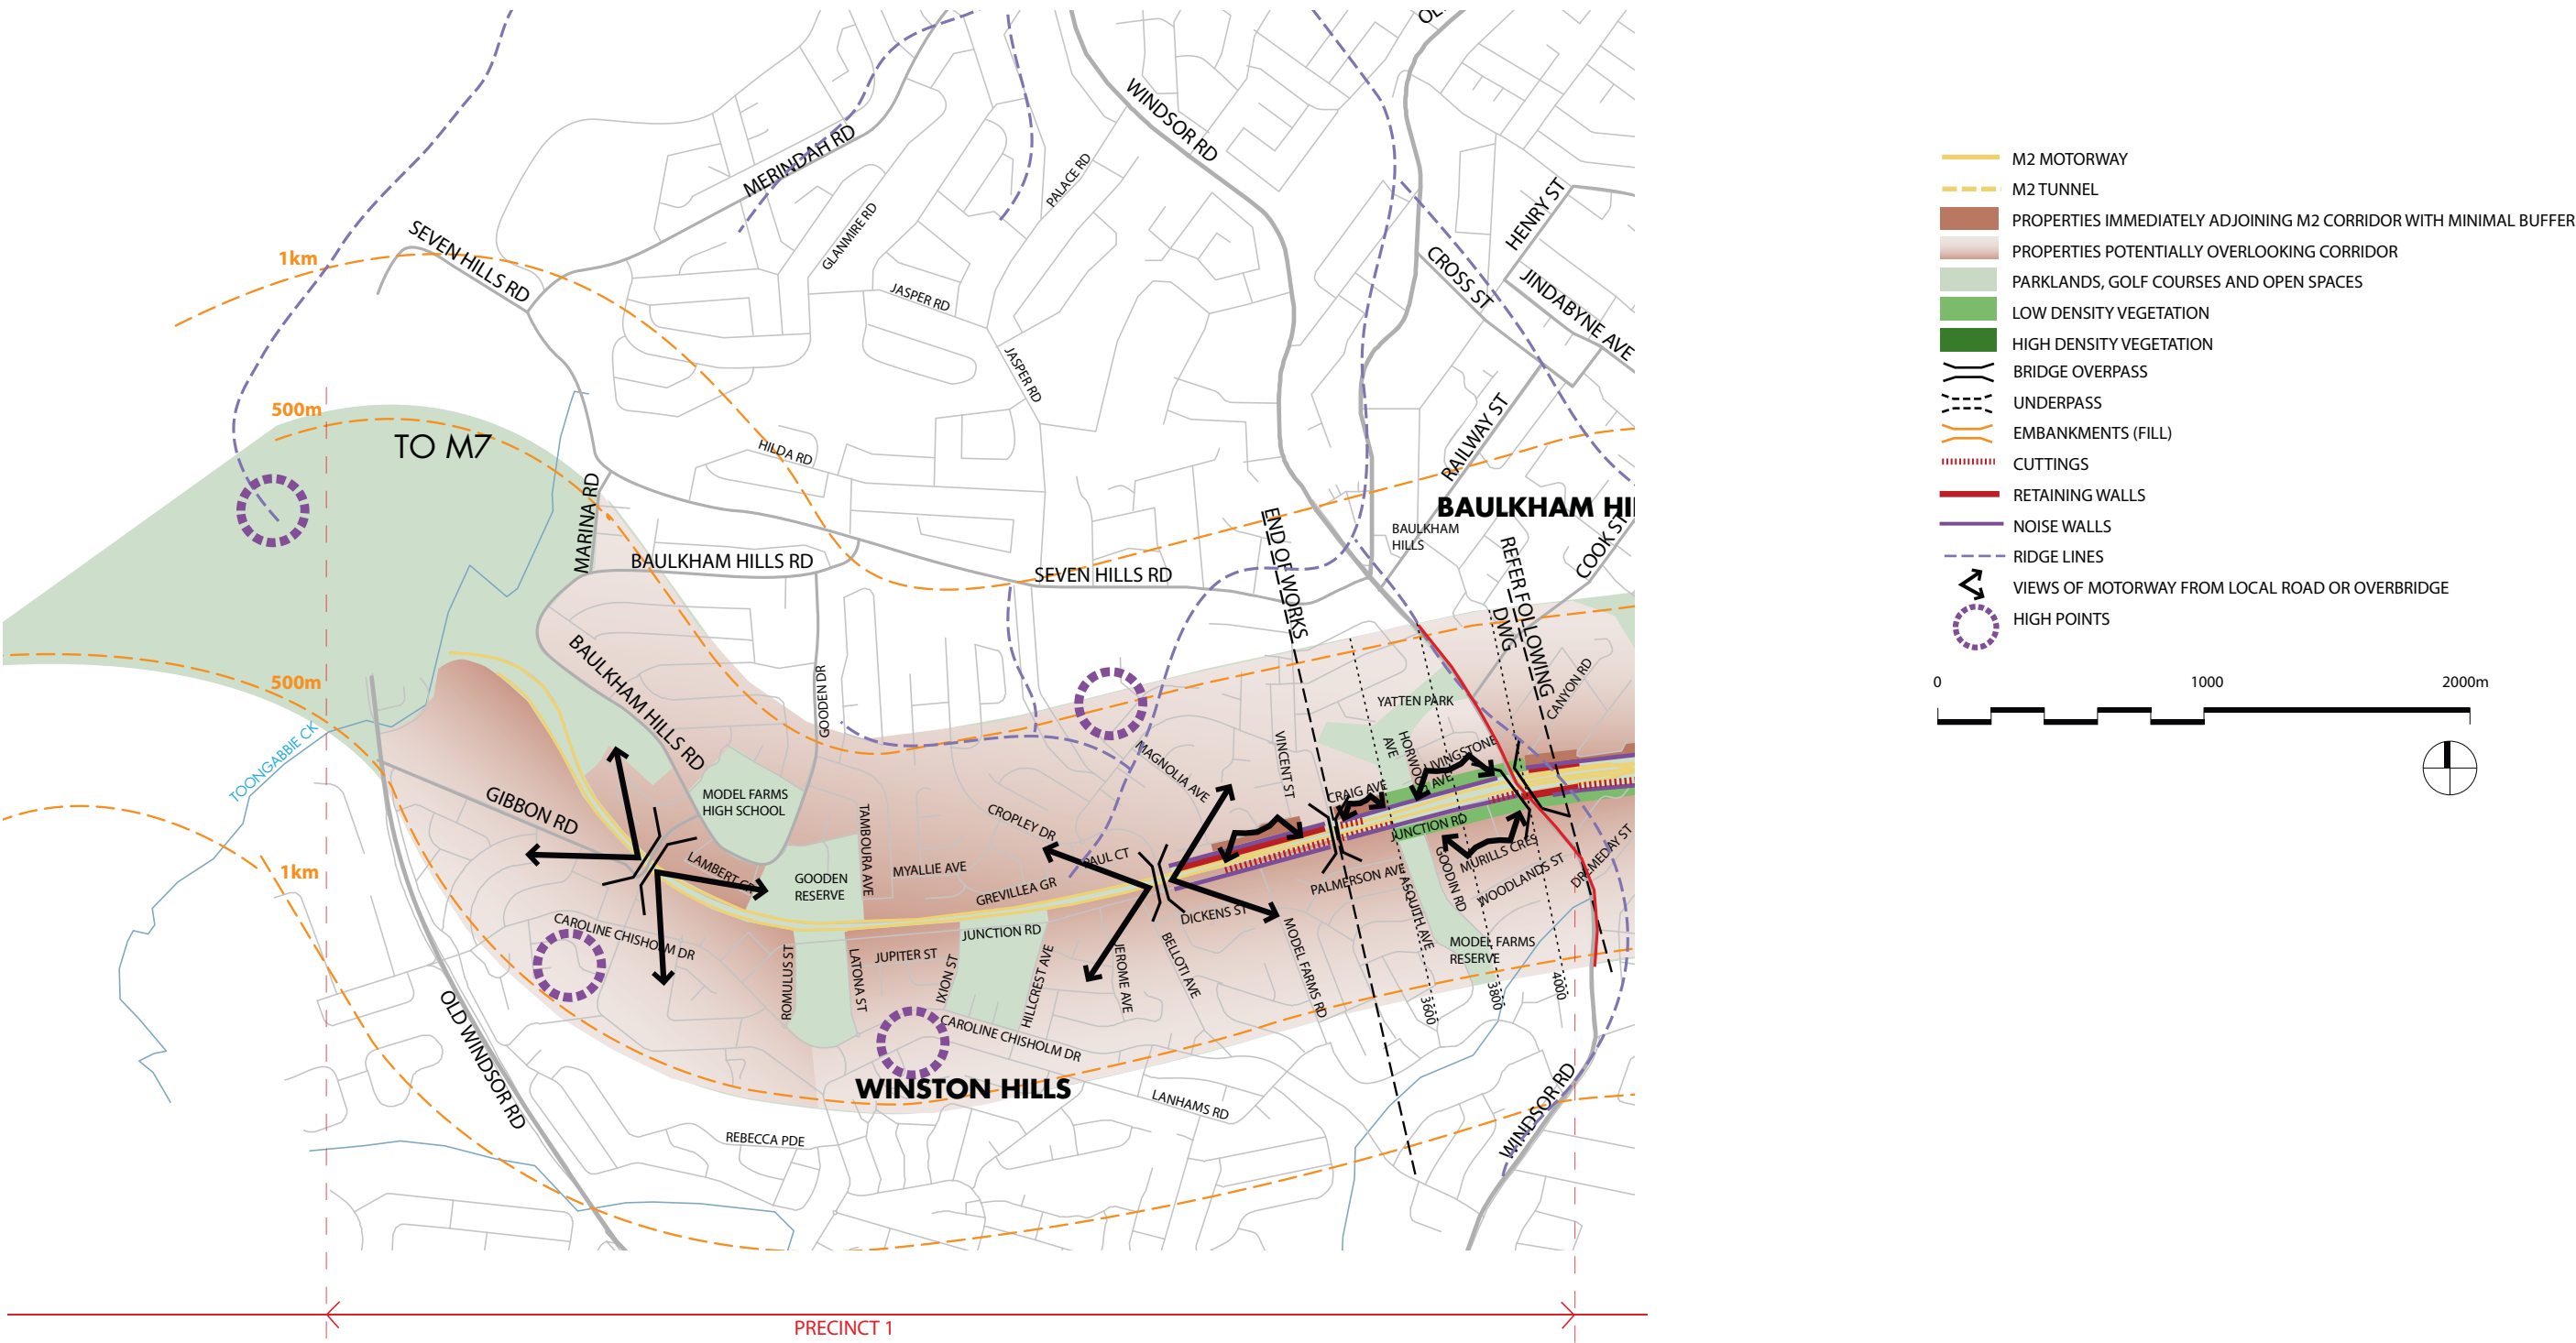 OL
WINDSOR RD
MERINDAH RD
PALACE RD
GLANMIRE RD
HENRY ST
SEVEN HILLS RD
1km
CROSS ST
JINDABYNE AVE
JASPER RD
JASPER RD
500m
TO M7
HILDA RD
RAILWAY ST
MARINA RD
BAULKHAM HI
BAULKHAM
HILLS
END OF WORKS
REFER FOLLOWING
DWG
COOK ST
BAULKHAM HILLS RD
SEVEN HILLS RD
BAULKHAM HILLS RD
GOODEN DR
500m
TOONGABBIE CK
YATTEN PARK
CANYON RD
MAGNOLIA AVE
VINCENT ST
HORWOOD
AVE
LIVINGSTONE
AVE
GIBBON RD
MODEL FARMS
HIGH SCHOOL
CRAIG AVE
CROPLEY DR
TAMBOURA AVE
JUNCTION RD
LAMBERT CR
MYALLIE AVE
PAUL CT
MURILLS CRES
GOODIN RD
WOODLANDS ST
DREMEDAY ST
1km
GOODEN
RESERVE
GREVILLEA GR
PALMERSON AVE
ASQUITH AVE
CAROLINE CHISHOLM DR
DICKENS ST
JUNCTION RD
JUPITER ST
ROMULUS ST
LATONA ST
IXION ST
HILLCREST AVE
JEROME AVE
BELLOTI AVE
MODEL FARMS RD
MODEL FARMS
RESERVE
3600
3800
4000
OLD WINDSOR RD
CAROLINE CHISHOLM DR
WINSTON HILLS
LANHAMS RD
WINDSOR RD
REBECCA PDE
PRECINCT 1
M2 MOTORWAY
M2 TUNNEL
PROPERTIES IMMEDIATELY ADJOINING M2 CORRIDOR WITH MINIMAL BUFFER
PROPERTIES POTENTIALLY OVERLOOKING CORRIDOR
PARKLANDS, GOLF COURSES AND OPEN SPACES
LOW DENSITY VEGETATION
HIGH DENSITY VEGETATION
BRIDGE OVERPASS
UNDERPASS
EMBANKMENTS (FILL)
CUTTINGS
RETAINING WALLS
NOISE WALLS
RIDGE LINES
VIEWS OF MOTORWAY FROM LOCAL ROAD OR OVERBRIDGE
HIGH POINTS
0 1000 2000m